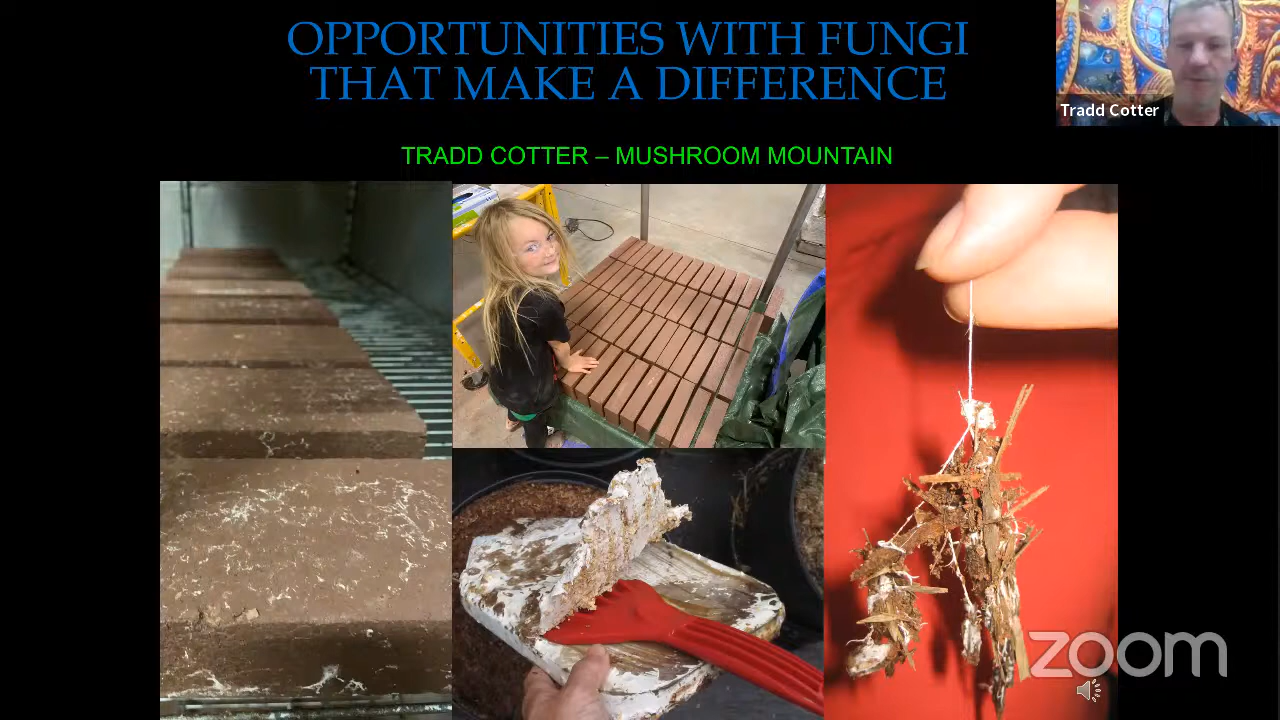 OPPORTUNITIES WITH FUNGI
THAT MAKE A DIFFERENCE
Tradd Cotter
TRADD COTTER – MUSHROOM MOUNTAIN
zoom